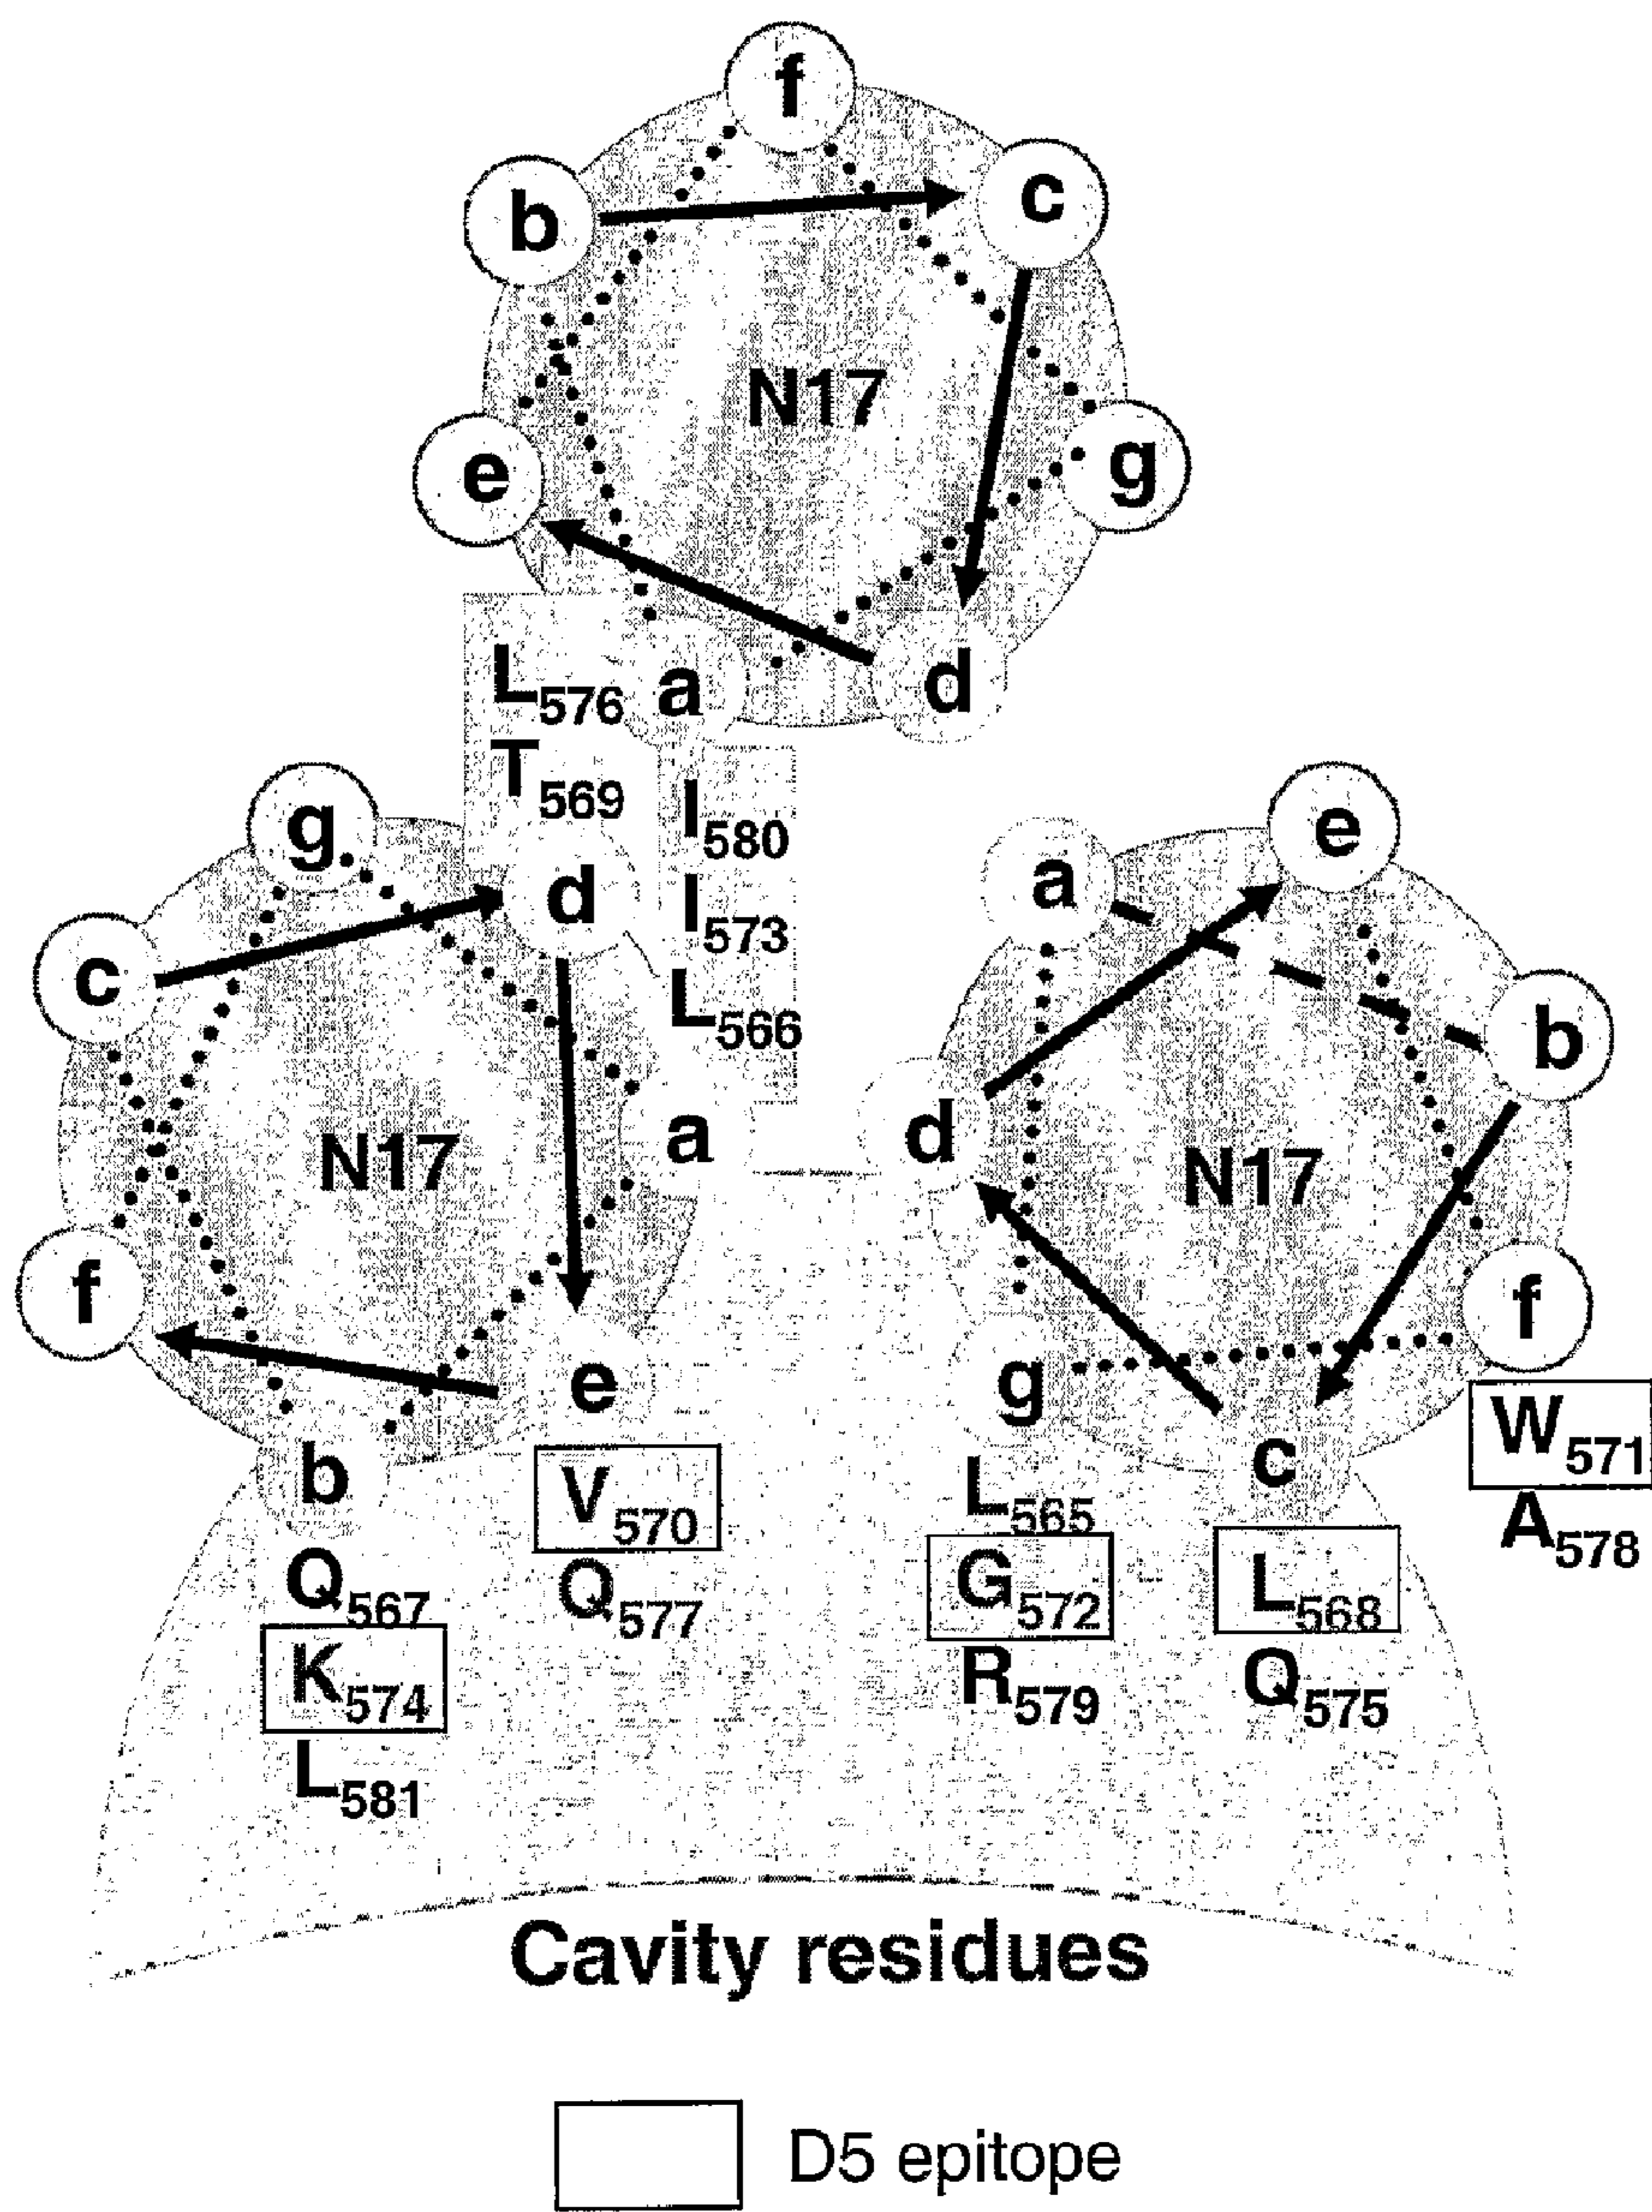 f
b
c
N17
e
g
L576
a
d
T569
g
d
I580
a
e
c
I573
L566
b
N17
a
d
N17
f
f
e
g
b
c
W571
V570
L565
A578
Q567
Q577
G572
L568
K574
R579
Q575
L581
Cavity residues
D5 epitope